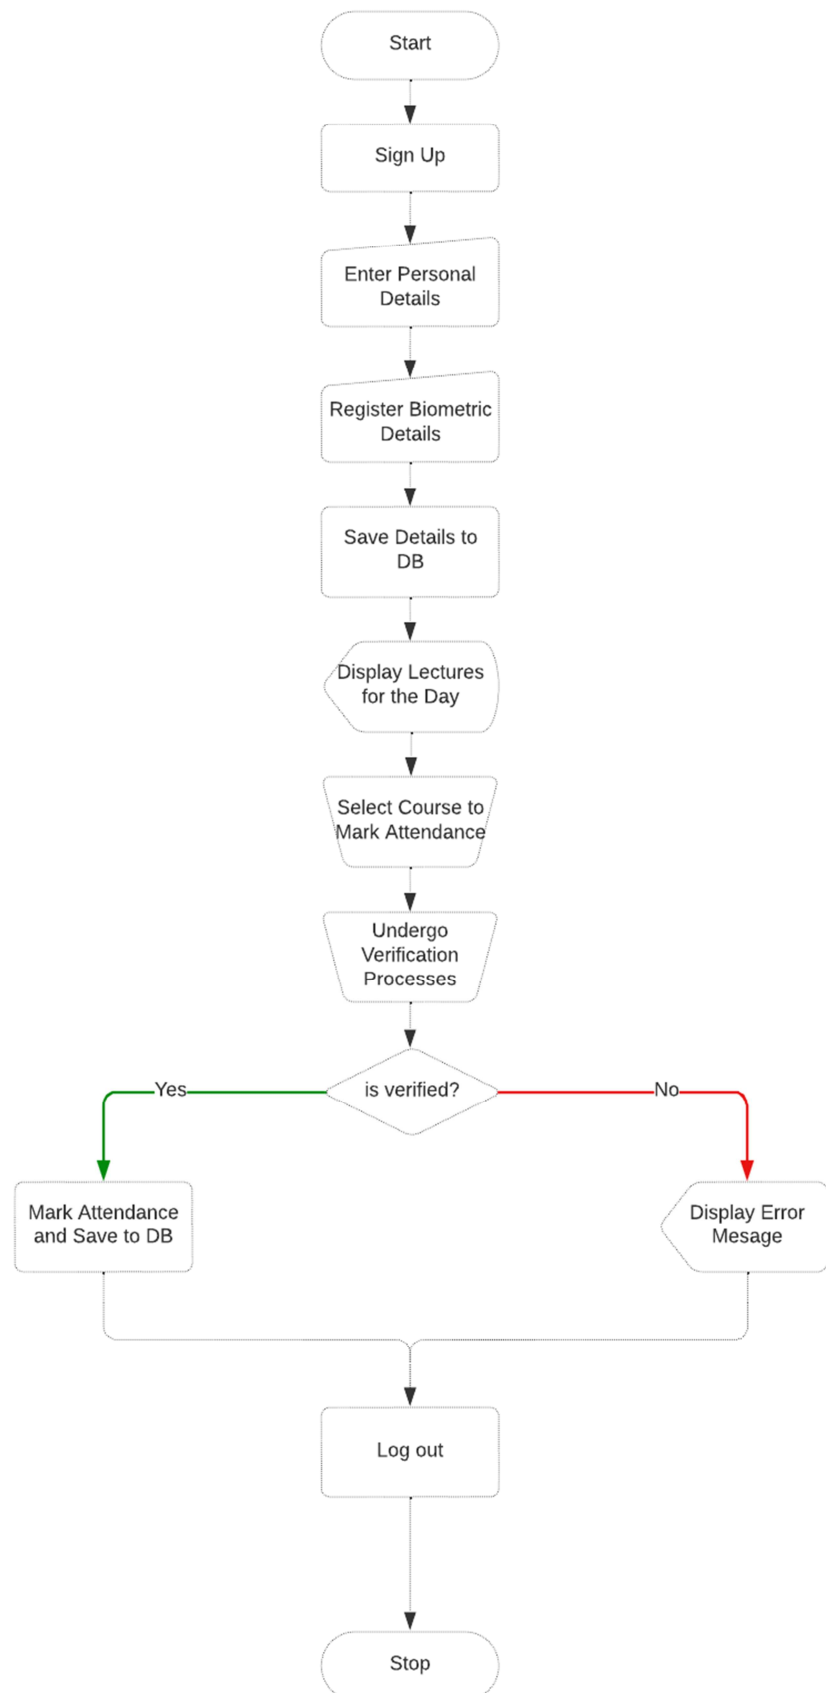 Start
Sign Up
Enter Personal
Details
Register Biometric
Details
Save Details to
DB
Display Lectures
for the Day
Select Course to
Mark Attendance
Undergo
Verification
Processes
is verified?
Yes
No
Mark Attendance
and Save to DB
Display Error
Mesage
Log out
Stop